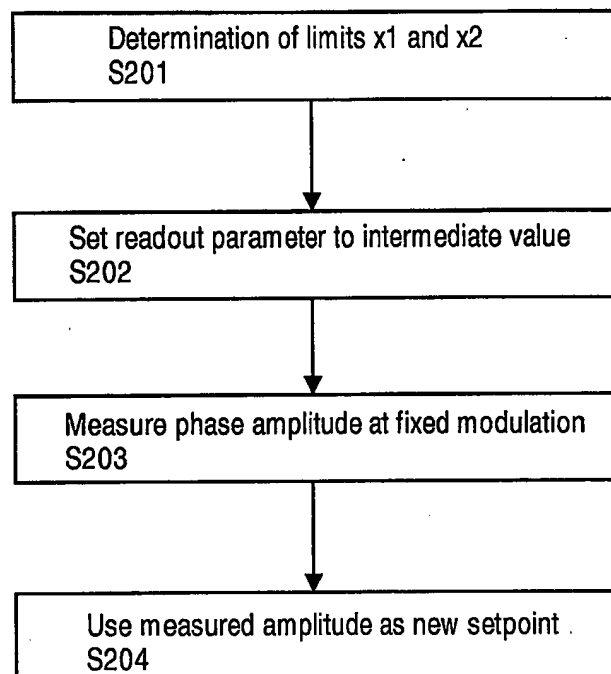 Determination of limits x1 and x2
S201
Set readout parameter to intermediate value
S202
Measure phase amplitude at fixed modulation
S203
Use measured amplitude as new setpoint
S204